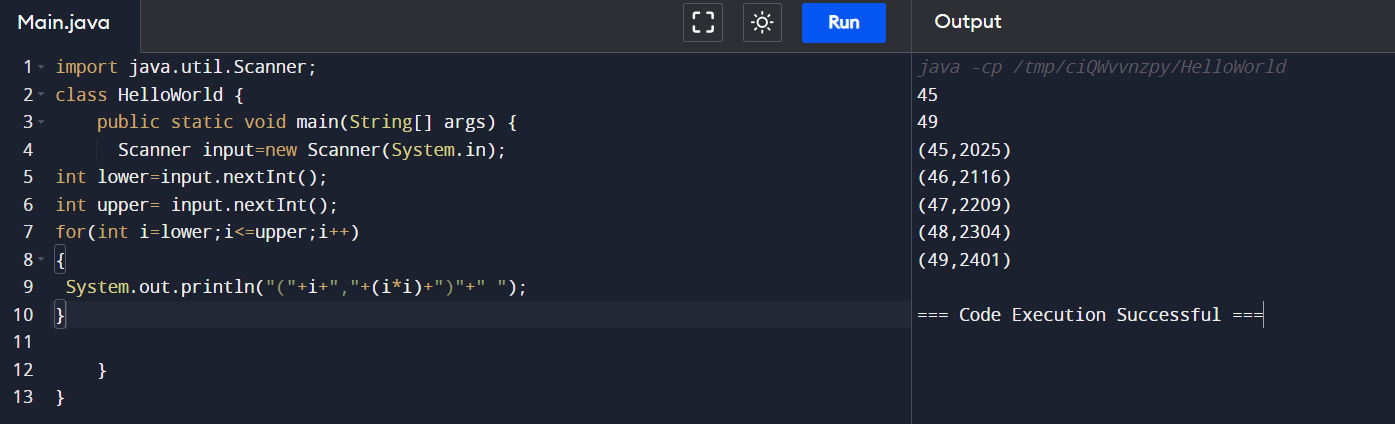 Main.java
Run
Output
1 import java.util.Scanner;
2 class HelloWorld {
3     public static void main(String[] args) {
4       Scanner input=new Scanner(System.in);
5 int lower=input.nextInt();
6 int upper= input.nextInt();
7 for(int i=lower;i<=upper;i++)
8 {
9  System.out.println("("+i+","+(i*i)+")"+" ");
10 }
11
12     }
13 }
java -cp /tmp/ciQWvvnzpy/HelloWorld
45
49
(45,2025)
(46,2116)
(47,2209)
(48,2304)
(49,2401)
=== Code Execution Successful ===